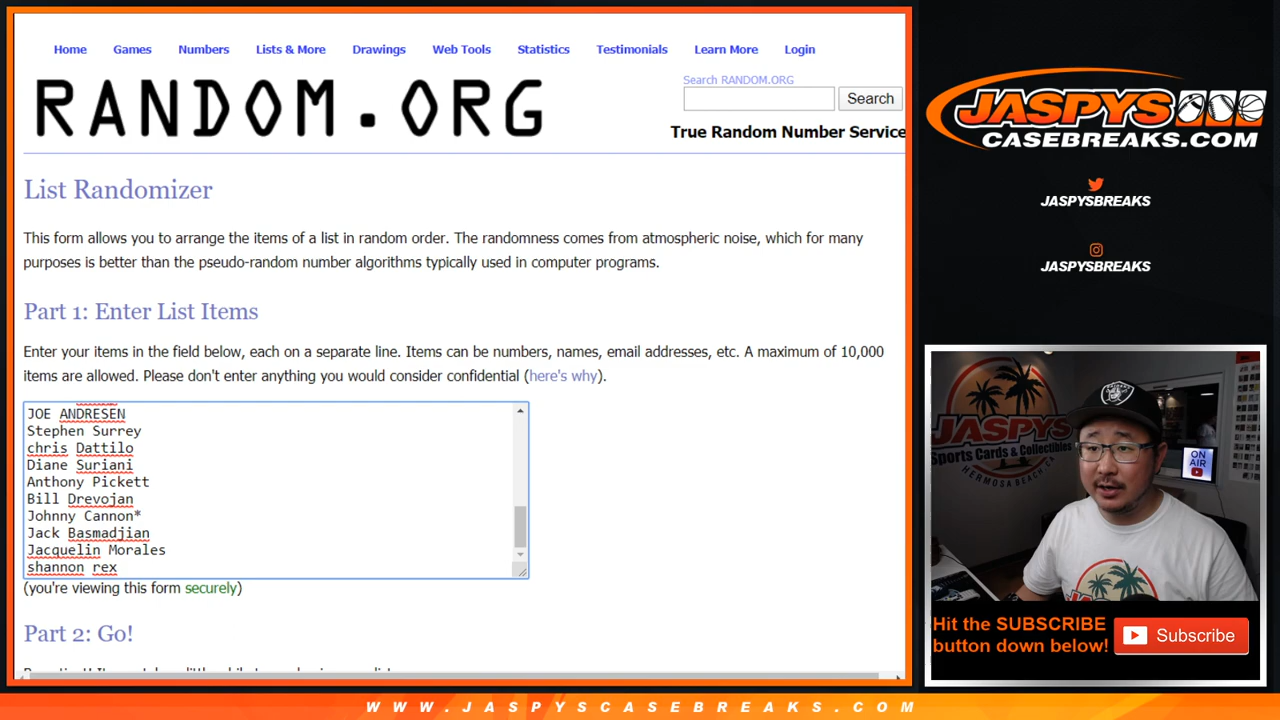 Home Games Numbers Lists & More Drawings Web Tools Statistics Testimonials Learn More Login
RANDOM.ORG
Search RANDOM.ORG
Search
True Random Number Service
List Randomizer
This form allows you to arrange the items of a list in random order. The randomness comes from atmospheric noise, which for many
purposes is better than the pseudo-random number algorithms typically used in computer programs.
Part 1: Enter List Items
Enter your items in the field below, each on a separate line. Items can be numbers, names, email addresses, etc. A maximum of 10,000
items are allowed. Please don't enter anything you would consider confidential (here's why).
JOE ANDRESEN
Stephen Surrey
chris Dattilo
Diane Suriani
Anthony Pickett
Bill Drevojan
Johnny Cannon*
Jack Basmadjian
Jacquelin Morales
shannon rex
(you're viewing this form securely)
Part 2: Go!
JASPYS
CASEBREAKS.COM
JASPYSBREAKS
JASPYSBREAKS
JASPYS
Sports Cards & Collectibles
HERMOSA BEACH, CA
RAIDERS
ON
AIR
Hit the SUBSCRIBE
button down below!
Subscribe
WWW.JASPYSCASEBREAKS.COM